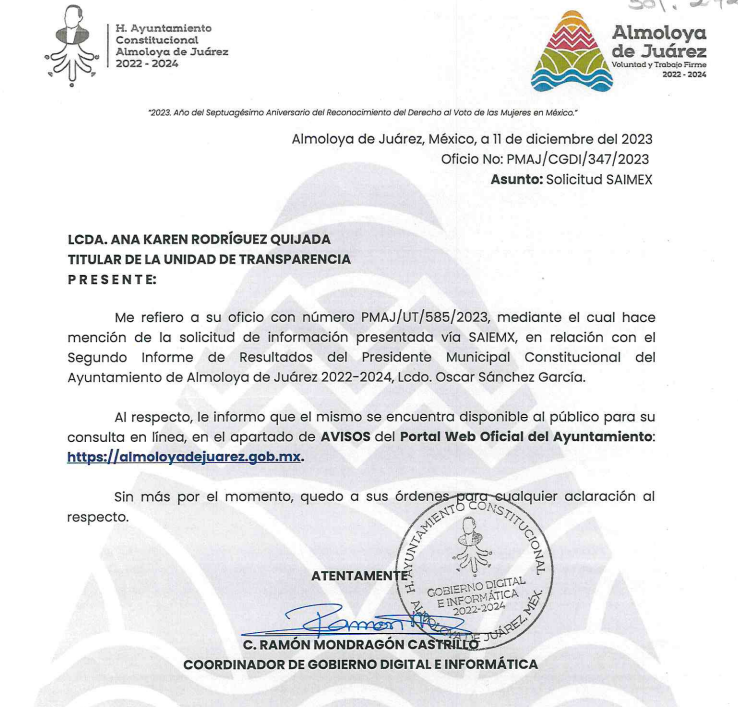 Sol. 292
H. Ayuntamiento
Constitucional
Almoloya de Juárez
2022 - 2024
Almoloya
de Juárez
Voluntad y Trabajo Firme
2022 - 2024
"2023. Año del Septuagésimo Aniversario del Reconocimiento del Derecho al Voto de las Mujeres en México."
Almoloya de Juárez, México, a 11 de diciembre del 2023
Oficio No: PMAJ/CGDI/347/2023
Asunto: Solicitud SAIMEX
LCDA. ANA KAREN RODRÍGUEZ QUIJADA
TITULAR DE LA UNIDAD DE TRANSPARENCIA
P R E S E N T E:
Me refiero a su oficio con número PMAJ/UT/585/2023, mediante el cual hace
mención de la solicitud de información presentada vía SAIEMX, en relación con el
Segundo Informe de Resultados del Presidente Municipal Constitucional del
Ayuntamiento de Almoloya de Juárez 2022-2024, Lcdo. Oscar Sánchez García.
Al respecto, le informo que el mismo se encuentra disponible al público para su
consulta en línea, en el apartado de AVISOS del Portal Web Oficial del Ayuntamiento:
https://almoloyadejuarez.gob.mx.
Sin más por el momento, quedo a sus órdenes para cualquier aclaración al
respecto.
H. AYUNTAMIENTO CONSTITUCIONAL
GOBIERNO DIGITAL
E INFORMÁTICA
2022-2024
ALMOLOYA DE JUÁREZ, MÉX.
ATENTAMENTE
C. RAMÓN MONDRAGÓN CASTRILLO
COORDINADOR DE GOBIERNO DIGITAL E INFORMÁTICA